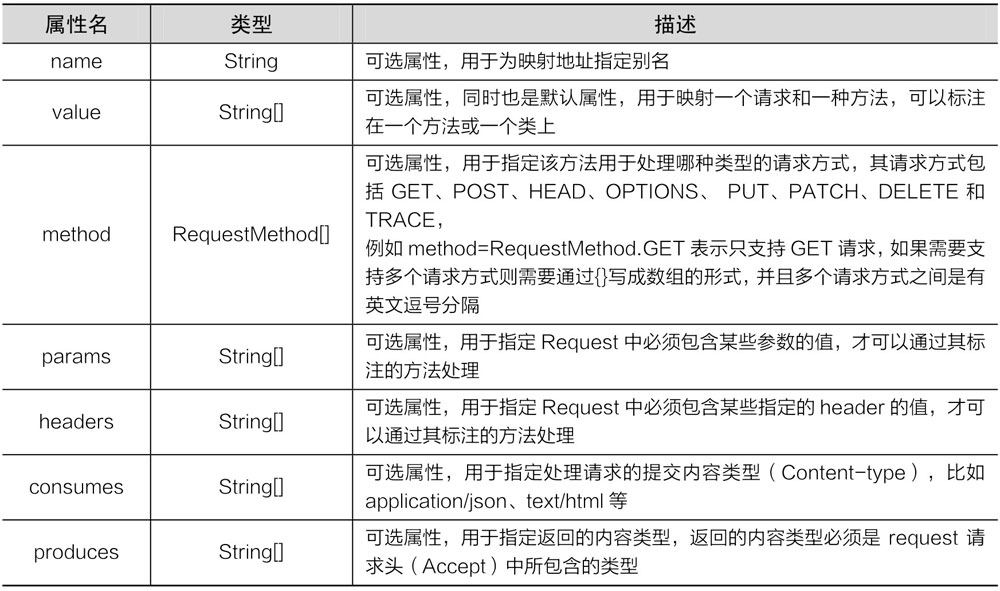 属性名 类型 描述
name String 可选属性，用于为映射地址指定别名
value String[] 可选属性，同时也是默认属性，用于映射一个请求和一种方法，可以标注
在一个方法或一个类上
method RequestMethod[] 可选属性，用于指定该方法用于处理哪种类型的请求方式，其请求方式包
括 GET、POST、HEAD、OPTIONS、 PUT、PATCH、DELETE 和
TRACE，
例如 method=RequestMethod.GET 表示只支持 GET 请求，如果需要支
持多个请求方式则需要通过{}写成数组的形式，并且多个请求方式之间是有
英文逗号分隔
params String[] 可选属性，用于指定 Request 中必须包含某些参数的值，才可以通过其标
注的方法处理
headers String[] 可选属性，用于指定 Request 中必须包含某些指定的 header 的值，才可
以通过其标注的方法处理
consumes String[] 可选属性，用于指定处理请求的提交内容类型（Content-type），比如
application/json、text/html 等
produces String[] 可选属性，用于指定返回的内容类型，返回的内容类型必须是 request 请
求头（Accept）中所包含的类型